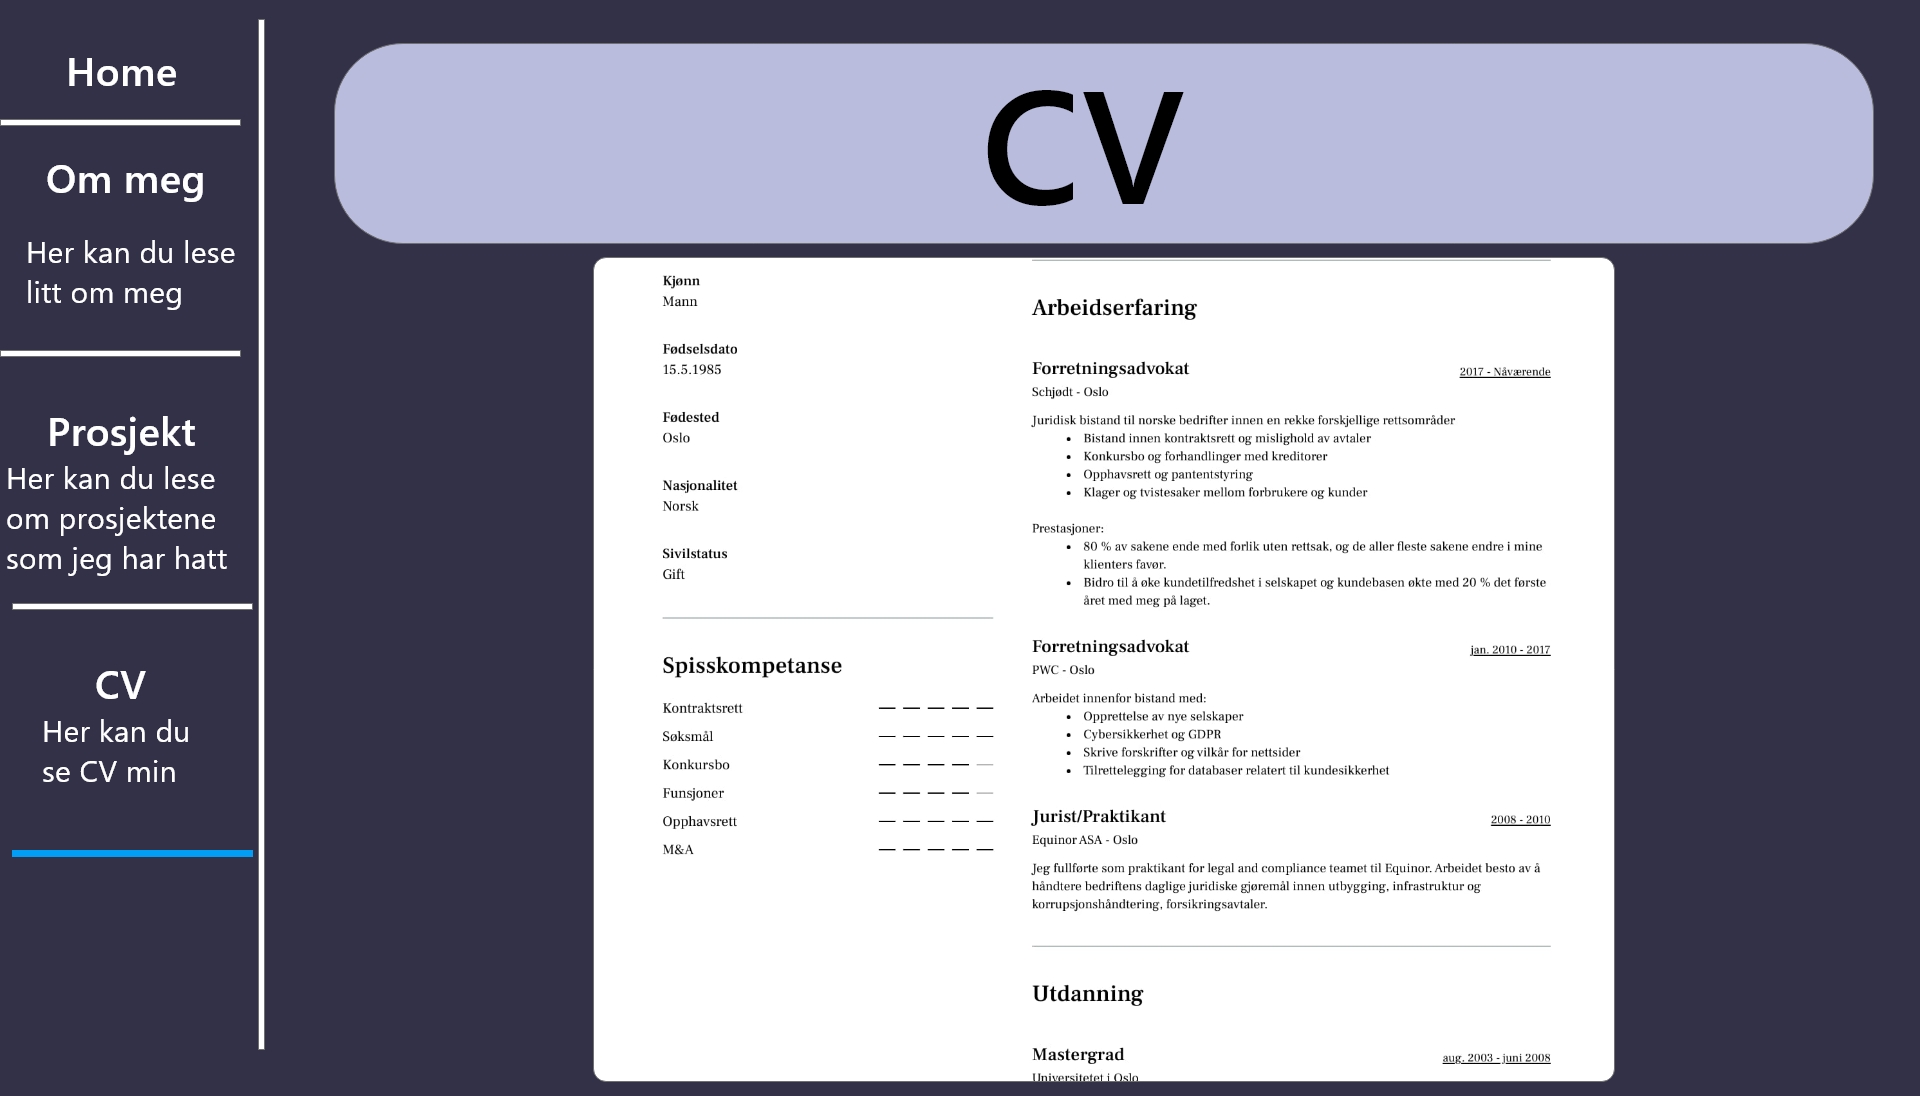 Home
Om meg
Her kan du lese
litt om meg
Prosjekt
Her kan du lese
om prosjektene
som jeg har hatt
CV
Her kan du
se CV min
CV
Kjønn
Mann
Fødselsdato
15.5.1985
Fødested
Oslo
Nasjonalitet
Norsk
Sivilstatus
Gift
Spisskompetanse
Kontraktsrett
Søksmål
Konkursbo
Funsjoner
Opphavsrett
M&A
Arbeidserfaring
Forretningsadvokat 2017 - Nåværende
Schjødt - Oslo
Juridisk bistand til norske bedrifter innen en rekke forskjellige rettsområder
• Bistand innen kontraktsrett og mislighold av avtaler
• Konkursbo og forhandlinger med kreditorer
• Opphavsrett og pantentstyring
• Klager og tvistesaker mellom forbrukere og kunder
Prestasjoner:
• 80 % av sakene ende med forlik uten rettsak, og de aller fleste sakene endre i mine
klienters favør.
• Bidro til å øke kundetilfredshet i selskapet og kundebasen økte med 20 % det første
året med meg på laget.
Forretningsadvokat jan. 2010 - 2017
PWC - Oslo
Arbeidet innenfor bistand med:
• Opprettelse av nye selskaper
• Cybersikkerhet og GDPR
• Skrive forskrifter og vilkår for nettsider
• Tilrettelegging for databaser relatert til kundesikkerhet
Jurist/Praktikant 2008 - 2010
Equinor ASA - Oslo
Jeg fullførte som praktikant for legal and compliance teamet til Equinor. Arbeidet besto av å
håndtere bedriftens daglige juridiske gjøremål innen utbygging, infrastruktur og
korrupsjonshåndtering, forsikringsavtaler.
Utdanning
Mastergrad aug. 2003 - juni 2008
Universitetet i Oslo